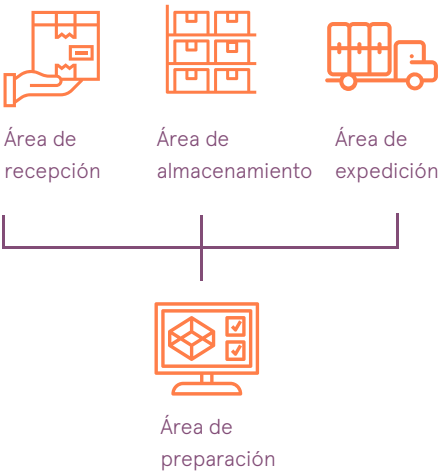 Área de
recepción
Área de
almacenamiento
Área de
expedición
Área de
preparación